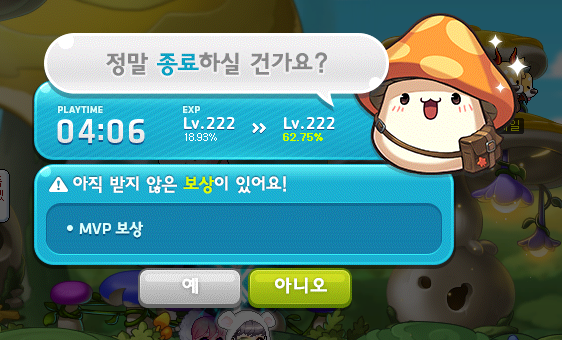 정말 종료하실 건가요?
PLAYTIME
04:06
EXP
Lv.222 >> Lv.222
18.93% 62.75%
아직 받지 않은 보상이 있어요!
• MVP 보상
예 아니오